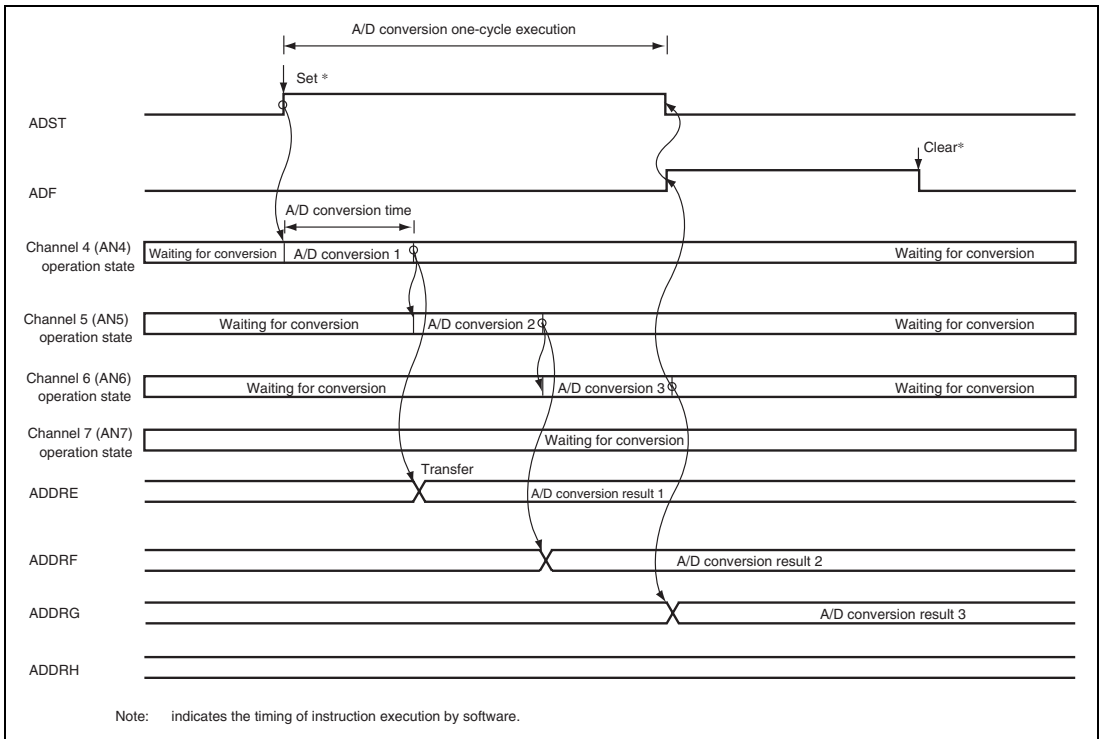 A/D conversion one-cycle execution
Set *
ADST
Clear*
ADF
A/D conversion time
Channel 4 (AN4)
operation state
Waiting for conversion
A/D conversion 1
Waiting for conversion
Channel 5 (AN5)
operation state
Waiting for conversion
A/D conversion 2
Waiting for conversion
Channel 6 (AN6)
operation state
Waiting for conversion
A/D conversion 3
Waiting for conversion
Channel 7 (AN7)
operation state
Waiting for conversion
Transfer
ADDRE
A/D conversion result 1
ADDRF
A/D conversion result 2
ADDRG
A/D conversion result 3
ADDRH
Note: indicates the timing of instruction execution by software.